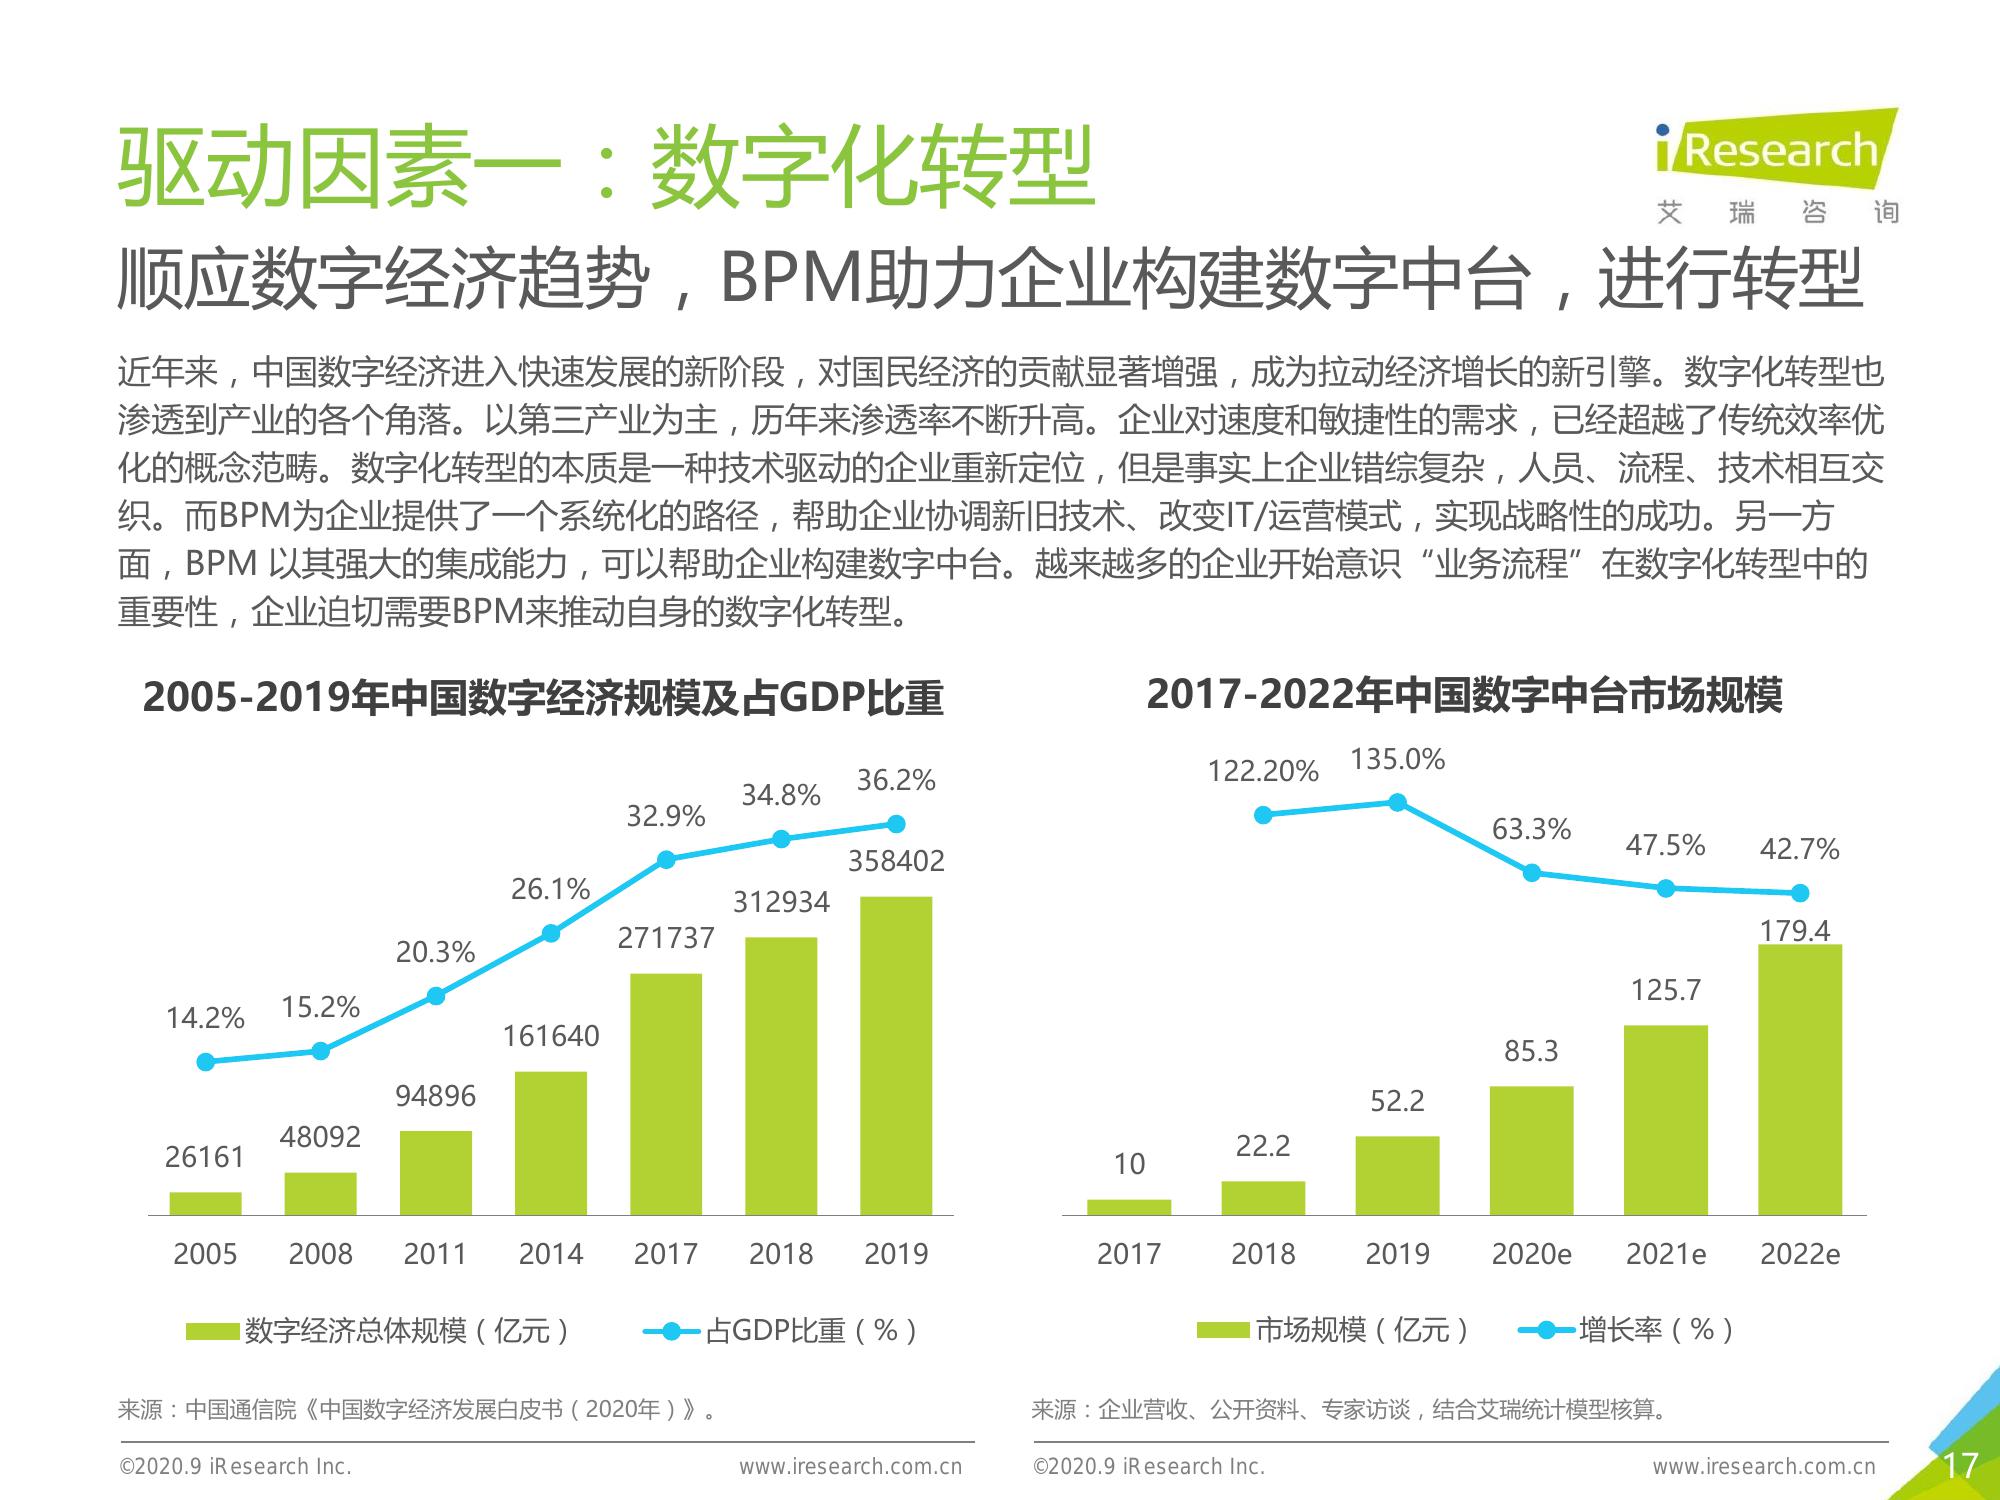 驱动因素一：数字化转型
iResearch
艾瑞咨询
顺应数字经济趋势，BPM助力企业构建数字中台，进行转型
近年来，中国数字经济进入快速发展的新阶段，对国民经济的贡献显著增强，成为拉动经济增长的新引擎。数字化转型也
渗透到产业的各个角落。以第三产业为主，历年来渗透率不断升高。企业对速度和敏捷性的需求，已经超越了传统效率优
化的概念范畴。数字化转型的本质是一种技术驱动的企业重新定位，但是事实上企业错综复杂，人员、流程、技术相互交
织。而BPM为企业提供了一个系统化的路径，帮助企业协调新旧技术、改变IT/运营模式，实现战略性的成功。另一方
面，BPM 以其强大的集成能力，可以帮助企业构建数字中台。越来越多的企业开始意识“业务流程”在数字化转型中的
重要性，企业迫切需要BPM来推动自身的数字化转型。
2005-2019年中国数字经济规模及占GDP比重
14.2% 15.2% 20.3% 26.1% 32.9% 34.8% 36.2%
26161 48092 94896 161640 271737 312934 358402
2005 2008 2011 2014 2017 2018 2019
数字经济总体规模（亿元） 占GDP比重（%）
来源：中国通信院《中国数字经济发展白皮书（2020年）》。
©2020.9 iResearch Inc. www.iresearch.com.cn
2017-2022年中国数字中台市场规模
122.20% 135.0% 63.3% 47.5% 42.7%
10 22.2 52.2 85.3 125.7 179.4
2017 2018 2019 2020e 2021e 2022e
市场规模（亿元） 增长率（%）
来源：企业营收、公开资料、专家访谈，结合艾瑞统计模型核算。
©2020.9 iResearch Inc. www.iresearch.com.cn
17